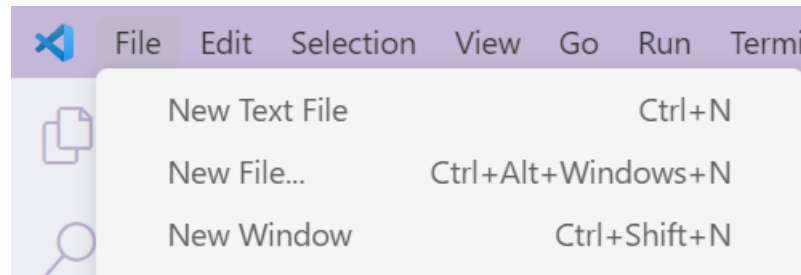 File Edit Selection View Go Run
New Text File Ctrl+N
New File... Ctrl+Alt+Windows+N
New Window Ctrl+Shift+N